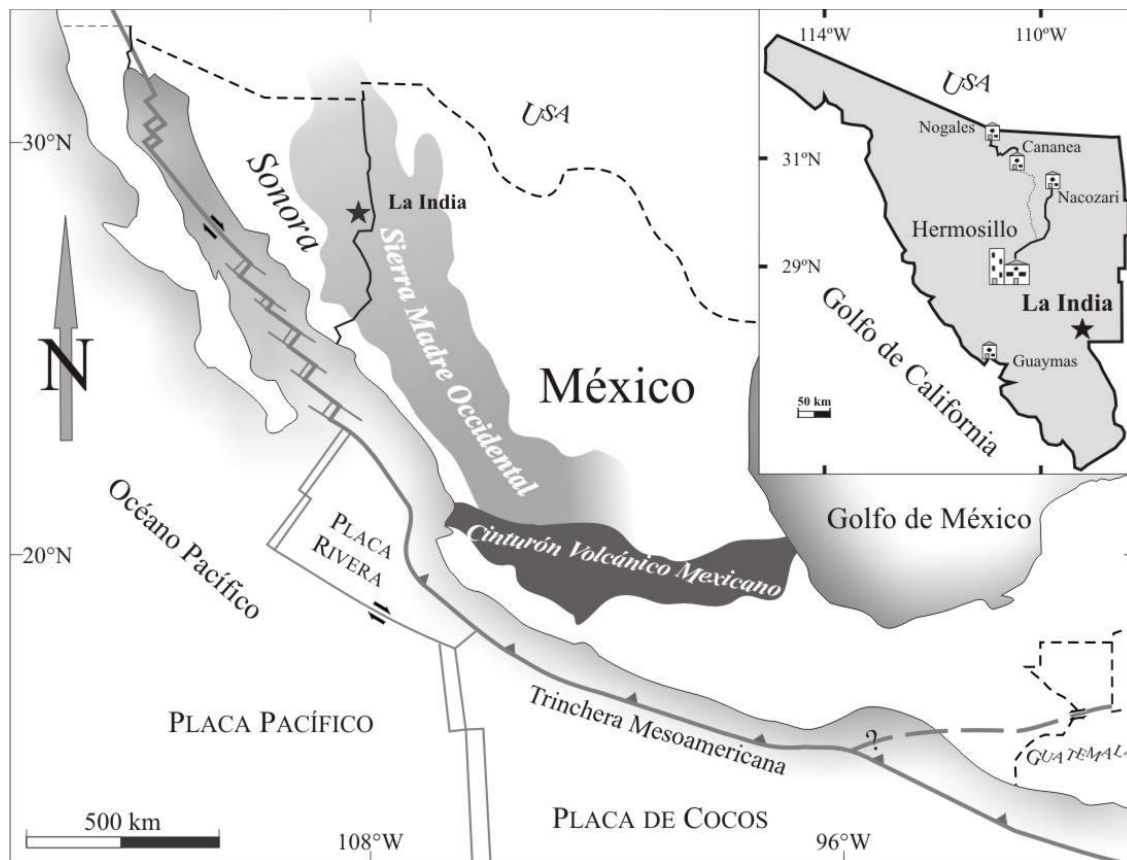 114°W
110°W
USA
Nogales
Cananea
31°N
Nacozari
Hermosillo
29°N
La India
Guaymas
50 km
Golfo de California
30°N
USA
Sonora
La India
Sierra Madre Occidental
N
México
Océano Pacífico
Golfo de México
20°N
PLACA
RIVERA
Cinturón Volcánico Mexicano
Trinchera Mesoamericana
?
GUATEMALA
PLACA PACÍFICO
PLACA DE COCOS
500 km
108°W
96°W